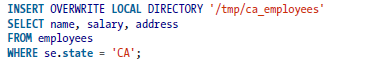 INSERT OVERWRITE LOCAL DIRECTORY '/tmp/ca_employees'
SELECT name, salary, address
FROM employees
WHERE se.state = 'CA';